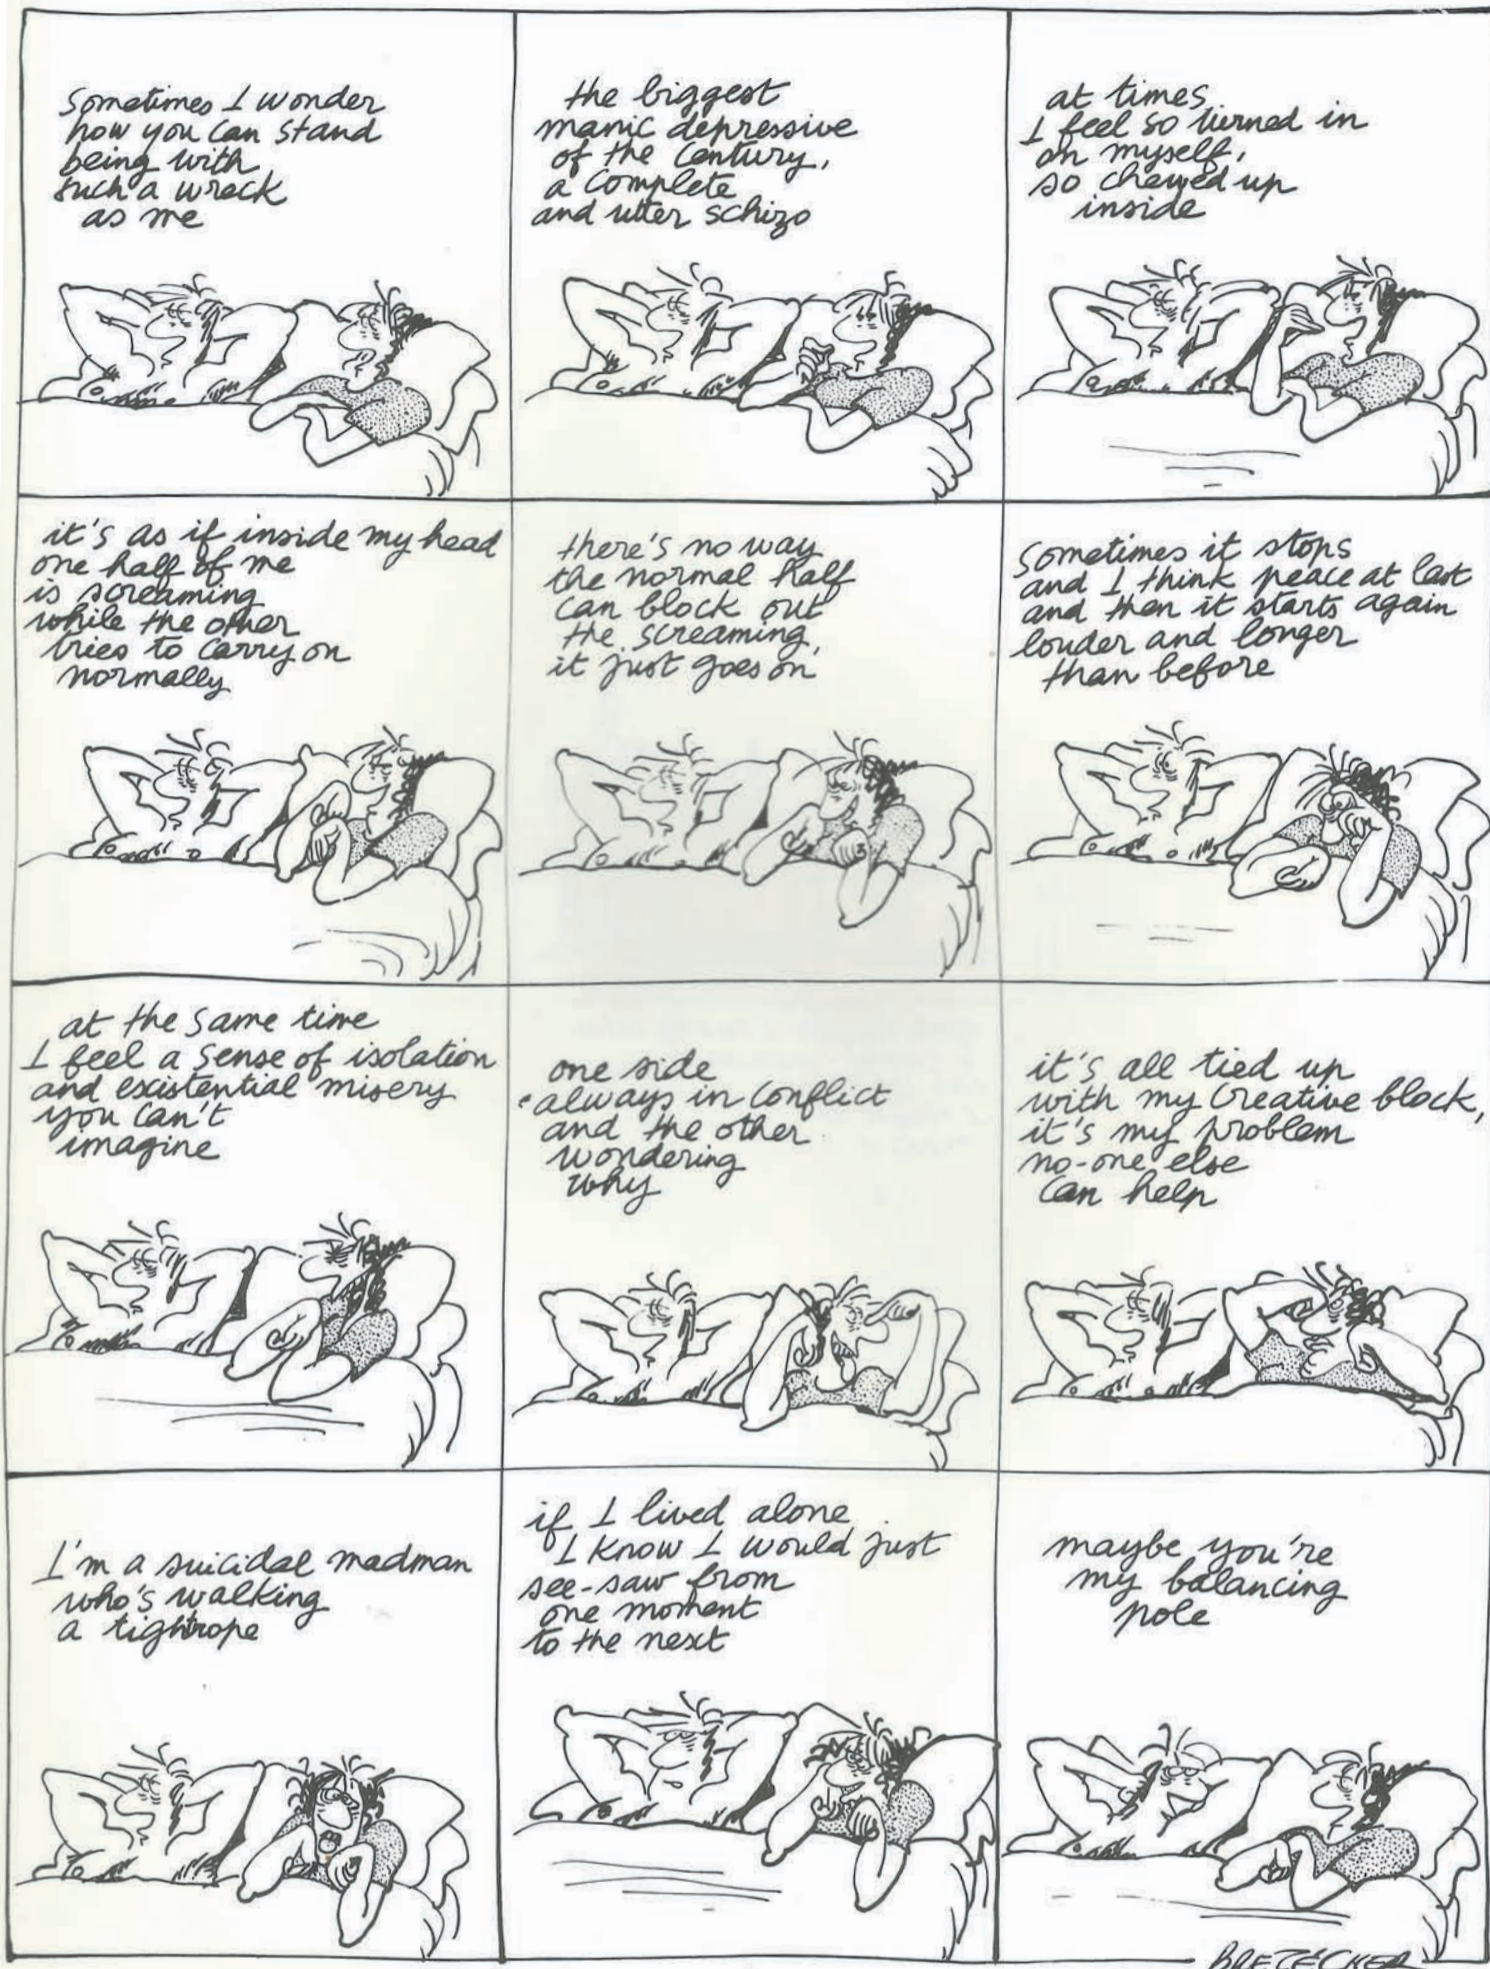 Sometimes I wonder
how you can stand
being with
such a wreck
as me
the biggest
manic depressive
of the century,
a complete
and utter schizo
at times
I feel so turned in
on myself,
so chewed up
inside
it's as if inside my head
one half of me
is screaming
while the other
tries to carry on
normally
there's no way
the normal half
can block out
the screaming,
it just goes on
Sometimes it stops
and I think peace at last
and then it starts again
louder and longer
than before
at the same time
I feel a sense of isolation
and existential misery
you can't
imagine
one side
always in conflict
and the other
wondering
why
it's all tied up
with my creative block,
it's my problem
no-one else
can help
I'm a suicidal madman
who's walking
a tightrope
if I lived alone
I know I would just
see-saw from
one moment
to the next
maybe you're
my balancing
pole
BRETÉCHER